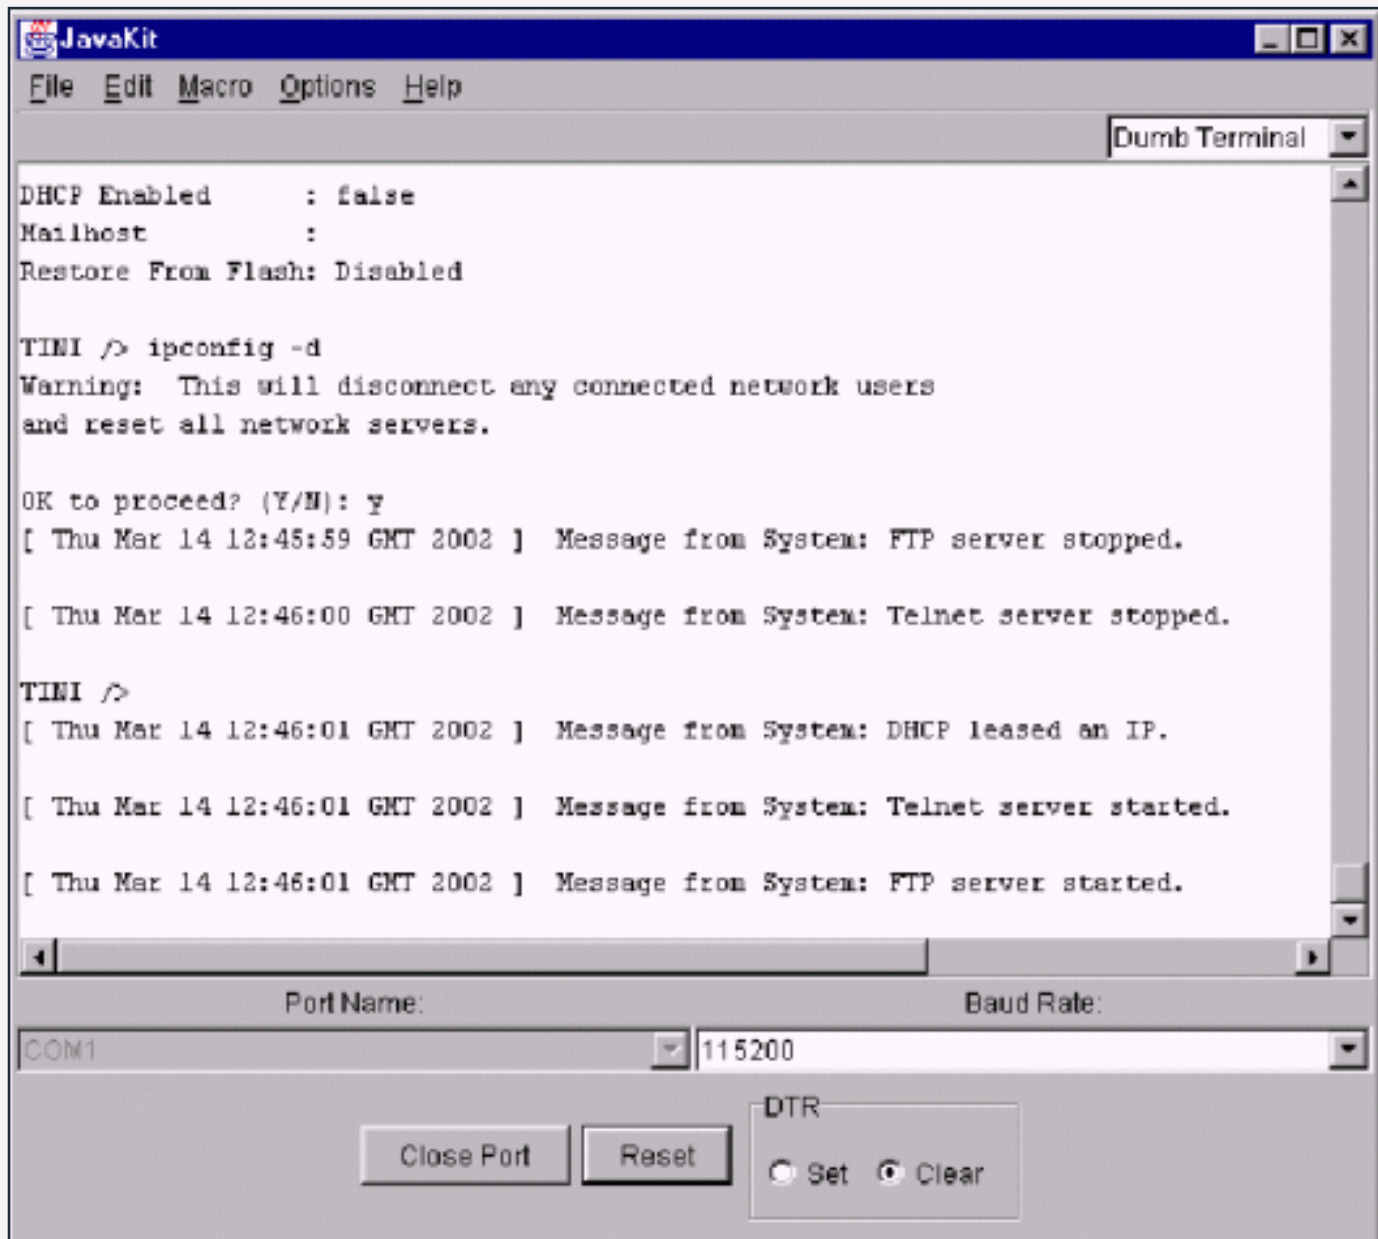 JavaKit
File Edit Macro Options Help
Dumb Terminal
DHCP Enabled      : false
Mailhost          :
Restore From Flash: Disabled
TINI /> ipconfig -d
Warning:  This will disconnect any connected network users
and reset all network servers.
OK to proceed? (Y/N): y
[ Thu Mar 14 12:45:59 GMT 2002 ]  Message from System: FTP server stopped.
[ Thu Mar 14 12:46:00 GMT 2002 ]  Message from System: Telnet server stopped.
TINI />
[ Thu Mar 14 12:46:01 GMT 2002 ]  Message from System: DHCP leased an IP.
[ Thu Mar 14 12:46:01 GMT 2002 ]  Message from System: Telnet server started.
[ Thu Mar 14 12:46:01 GMT 2002 ]  Message from System: FTP server started.
Port Name: Baud Rate:
COM1 115200
DTR
Close Port Reset Set Clear